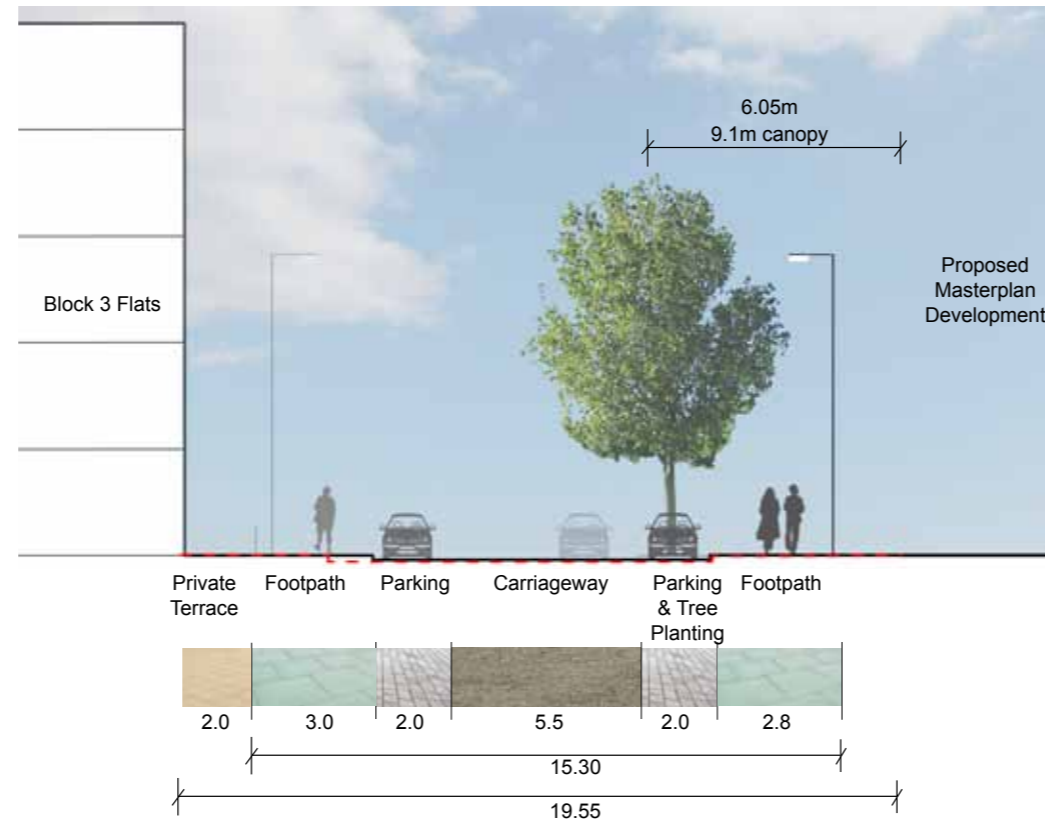 6.05m
9.1m canopy
Proposed
Masterplan
Development
Block 3 Flats
Private
Terrace
Footpath
Parking
Carriageway
Parking
& Tree
Planting
Footpath
2.0
3.0
2.0
5.5
2.0
2.8
15.30
19.55